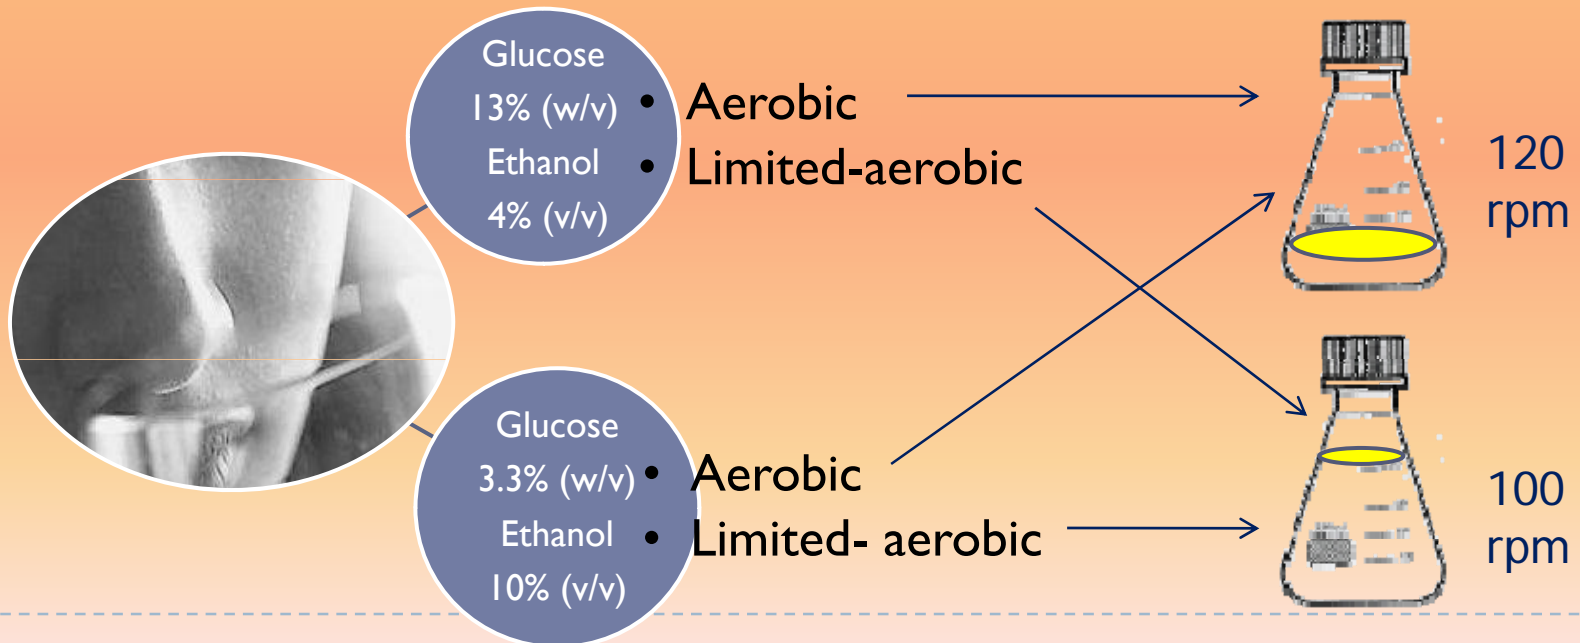 Glucose
13% (w/v)
Ethanol
4% (v/v)
• Aerobic
• Limited-aerobic
120
rpm
Glucose
3.3% (w/v)
Ethanol
10% (v/v)
• Aerobic
• Limited- aerobic
100
rpm